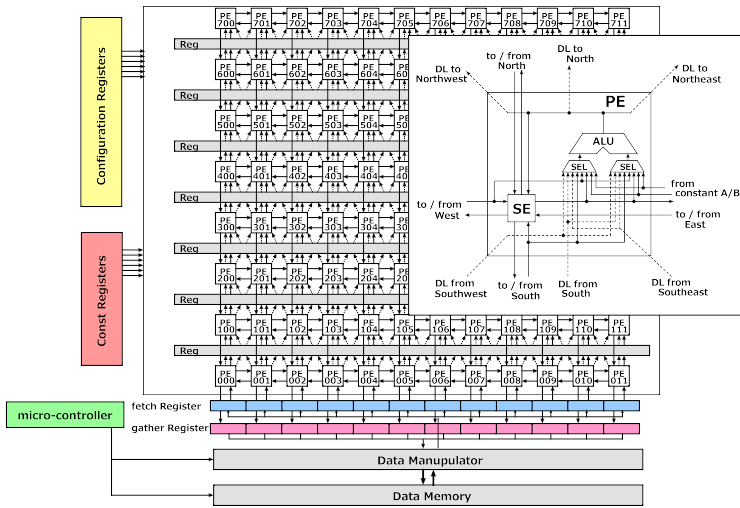 PE 700 PE 701 PE 702 PE 703 PE 704 PE 705 PE 706 PE 707 PE 708 PE 709 PE 710 PE 711
Reg
PE 600 PE 601 PE 602 PE 603 PE 604
Reg
PE 500 PE 501 PE 502 PE 503 PE 504
Reg
PE 400 PE 401 PE 402 PE 403 PE 404
Reg
PE 300 PE 301 PE 302 PE 303 PE 304
Reg
PE 200 PE 201 PE 202 PE 203 PE 204
Reg
PE 100 PE 101 PE 102 PE 103 PE 104 PE 105 PE 106 PE 107 PE 108 PE 109 PE 110 PE 111
Reg
PE 000 PE 001 PE 002 PE 003 PE 004 PE 005 PE 006 PE 007 PE 008 PE 009 PE 010 PE 011
Configuration Registers
Const Registers
DL to
Northwest
to / from
North
DL to
North
DL to
Northeast
PE
ALU
SEL
SEL
SE
from
constant A/B
to / from
West
to / from
East
DL from
Southwest
to / from
South
DL from
South
DL from
Southeast
fetch Register
micro-controller
gather Register
Data Manupulator
Data Memory